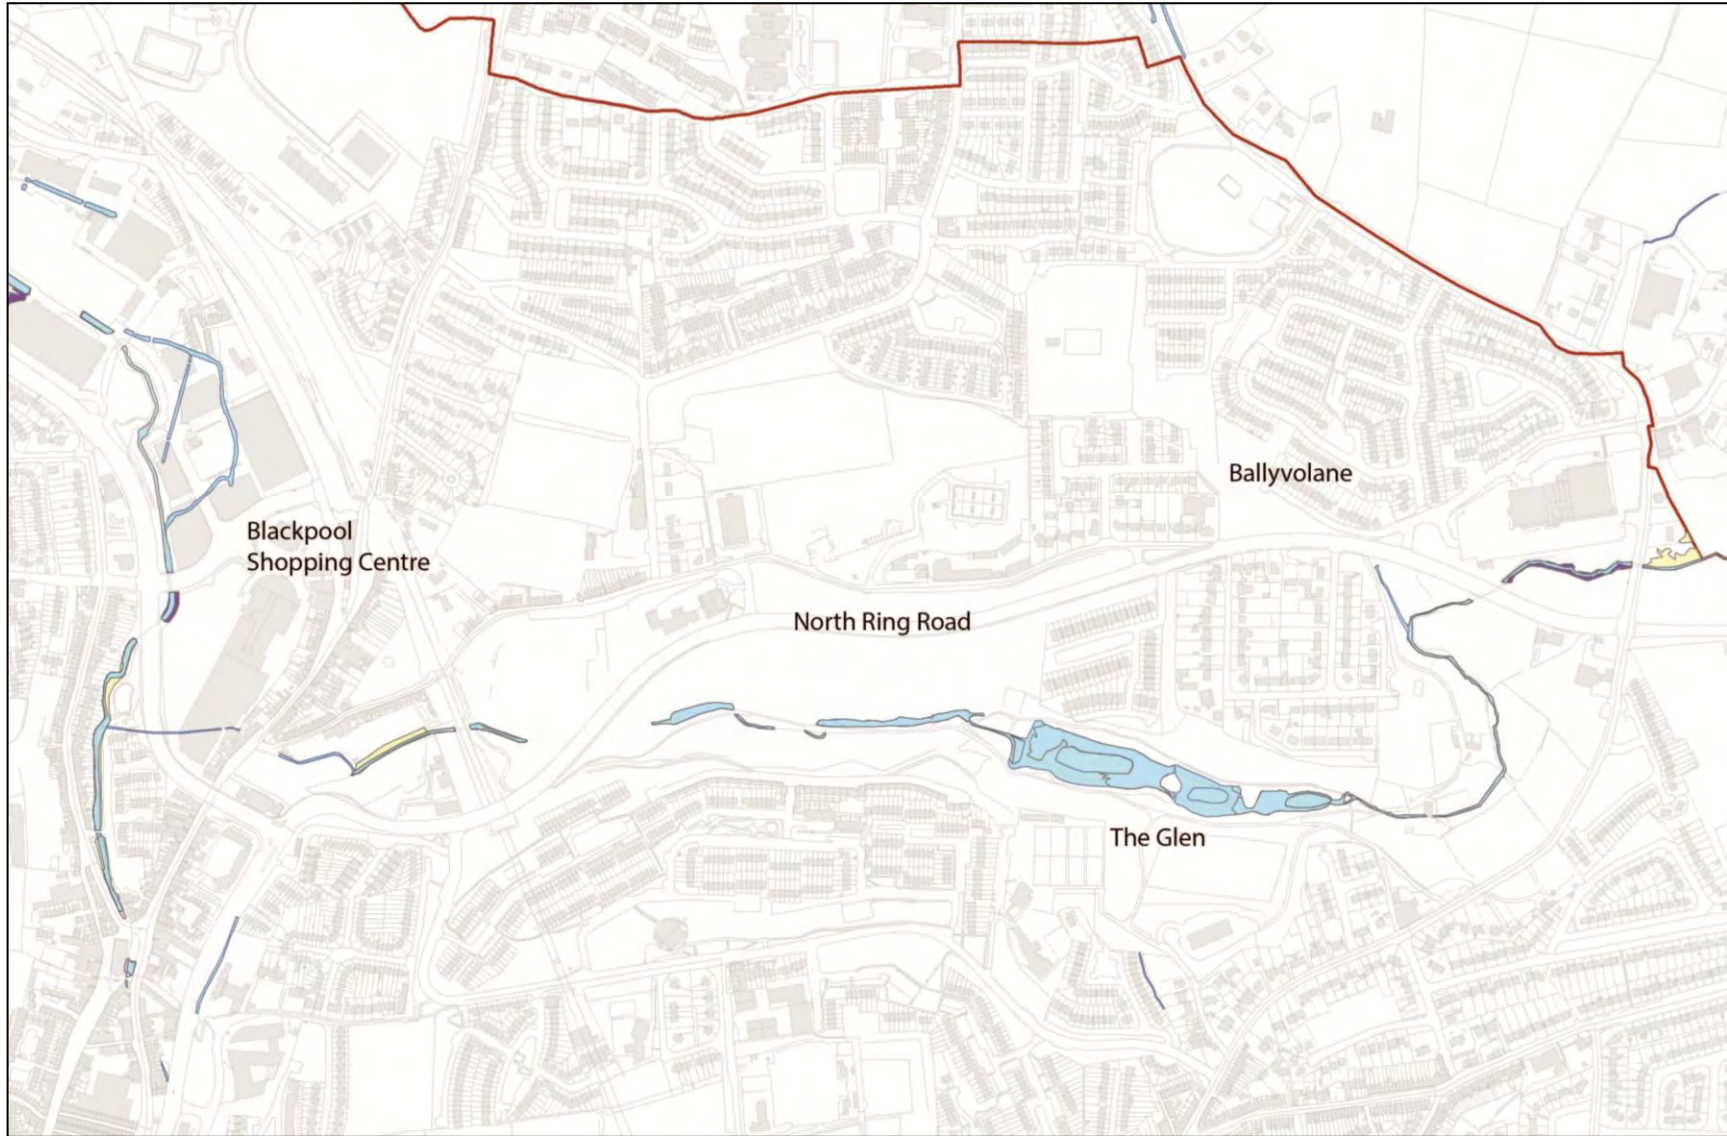 Ballyvolane
Blackpool
Shopping Centre
North Ring Road
The Glen